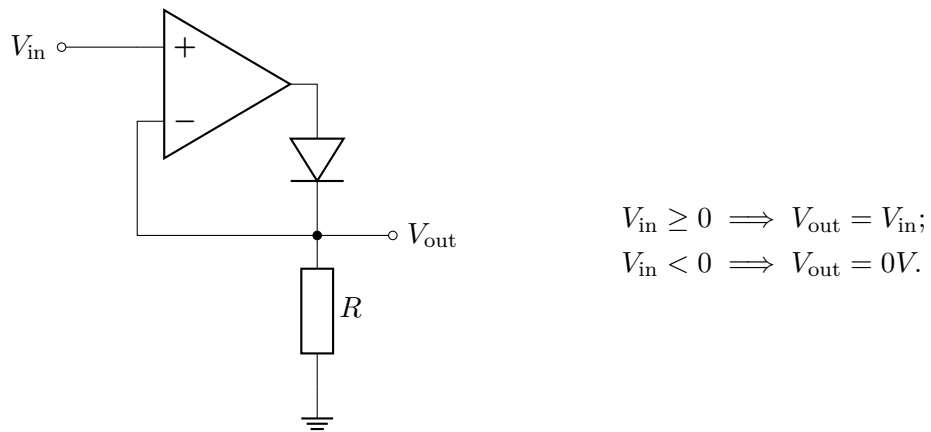 V_in
+
−
V_out
R
V_in ≥ 0 ⟹ V_out = V_in;
V_in < 0 ⟹ V_out = 0V.